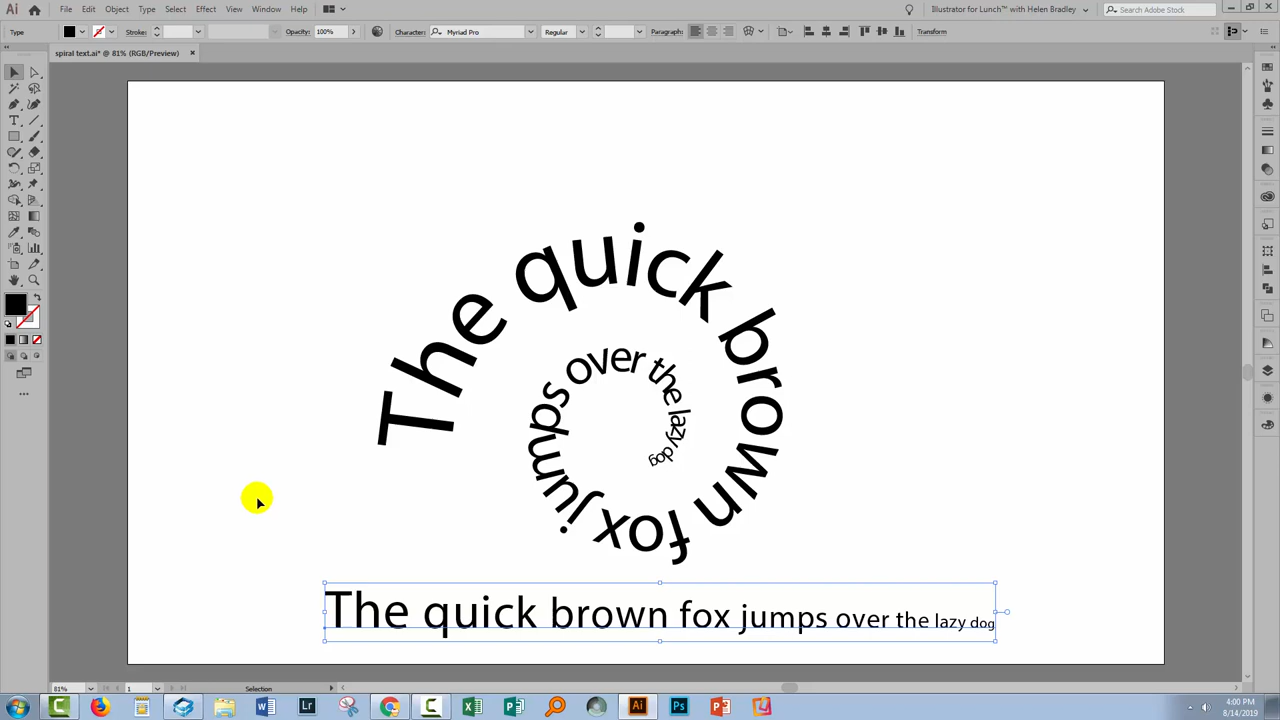 Ai
File Edit Object Type Select Effect View Window Help
Illustrator for Lunch™ with Helen Bradley
Search Adobe Stock
Type Stroke: Opacity: 100% Character: Myriad Pro Regular Paragraph: Transform
spiral text.ai* @ 81% (RGB/Preview)
The quick brown fox jumps over the lazy dog
The quick brown fox jumps over the lazy dog
81% 1 Selection
4:00 PM
8/14/2019